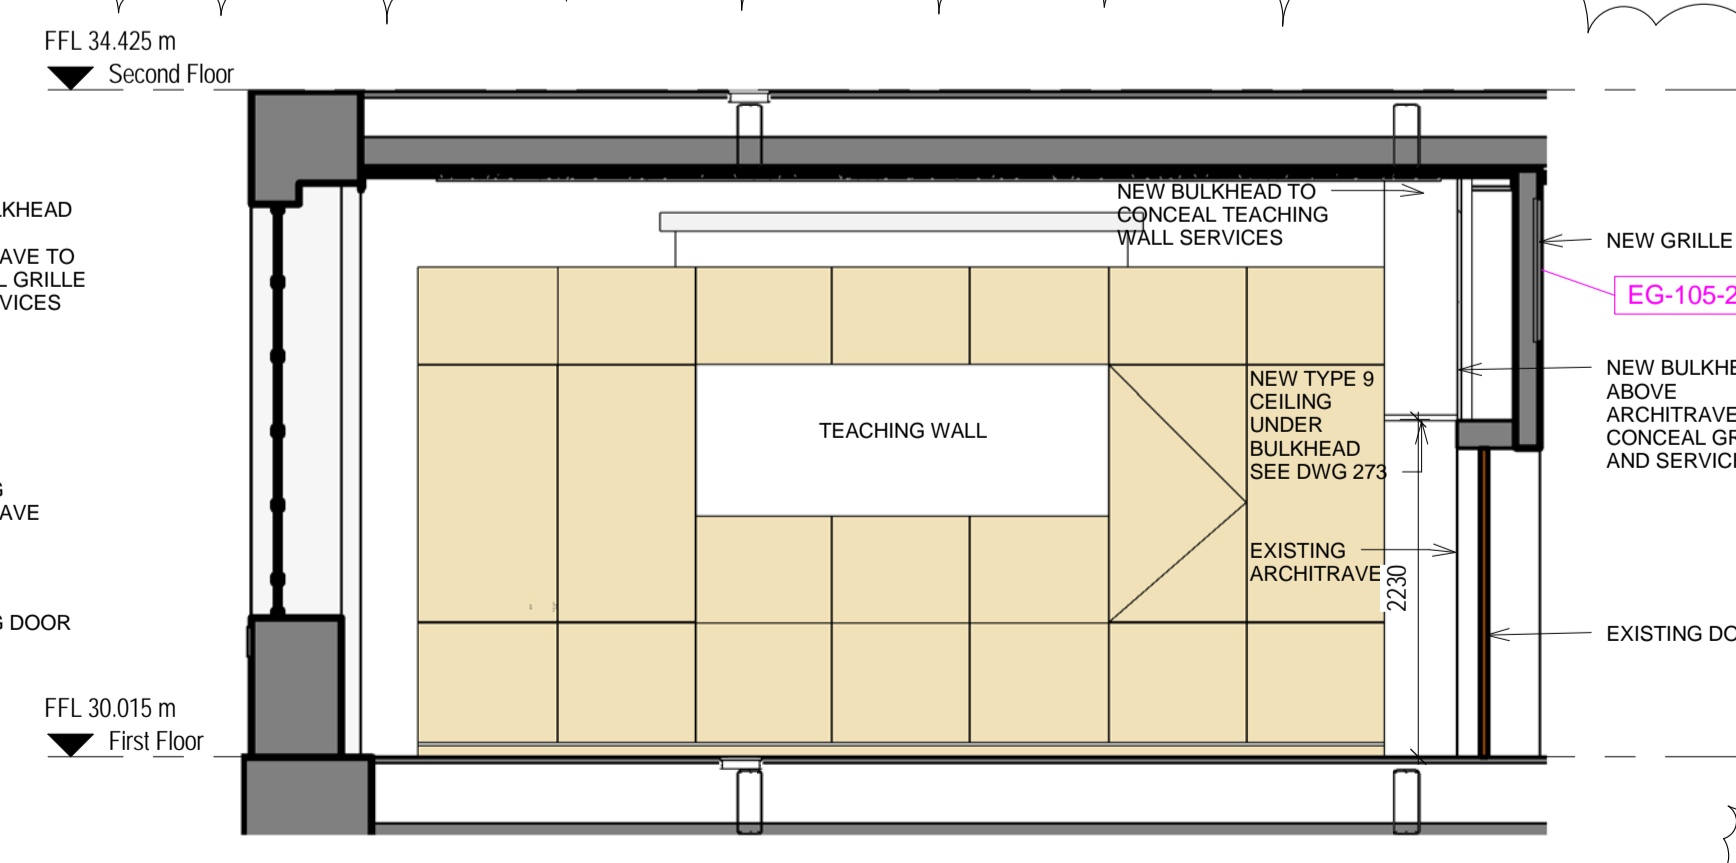 FFL 34.425 m
Second Floor
LKHEAD
AVE TO
L GRILLE
VICES
G
AVE
G DOOR
FFL 30.015 m
First Floor
NEW BULKHEAD TO
CONCEAL TEACHING
WALL SERVICES
TEACHING WALL
NEW TYPE 9
CEILING
UNDER
BULKHEAD
SEE DWG 273
EXISTING
ARCHITRAVE
2230
NEW GRILLE
EG-105-2
NEW BULKHE
ABOVE
ARCHITRAVE
CONCEAL GR
AND SERVIC
EXISTING DO